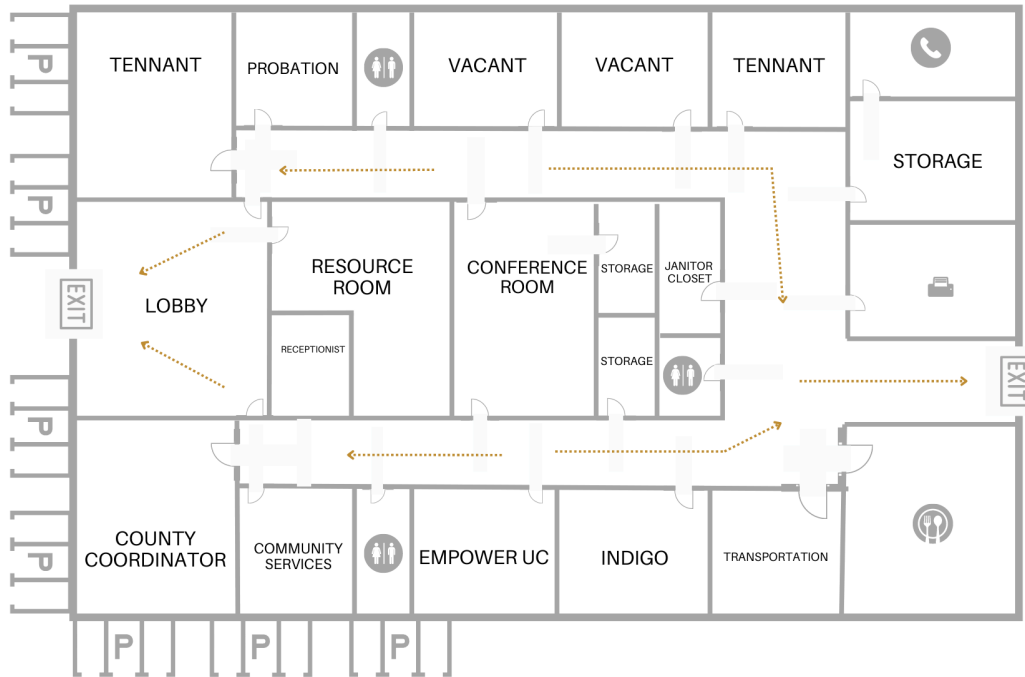 TENNANT
PROBATION
VACANT
VACANT
TENNANT
P
STORAGE
P
RESOURCE
ROOM
CONFERENCE
ROOM
STORAGE
JANITOR
CLOSET
EXIT
LOBBY
RECEPTIONIST
STORAGE
EXIT
P
COUNTY
COORDINATOR
COMMUNITY
SERVICES
EMPOWER UC
INDIGO
TRANSPORTATION
P
P
P
P